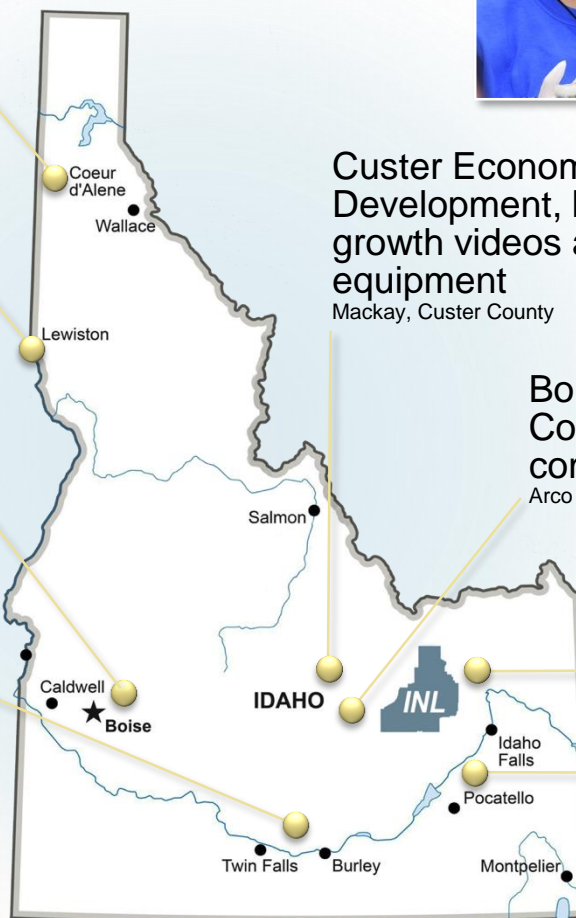 Custer Econom
Development,
growth videos
equipment
Mackay, Custer County
Coeur
d'Alene
Wallace
Lewiston
Bo
Co
cor
Arco
Salmon
IDAHO
INL
Caldwell
Boise
Idaho
Falls
Pocatello
Twin Falls
Burley
Montpelier